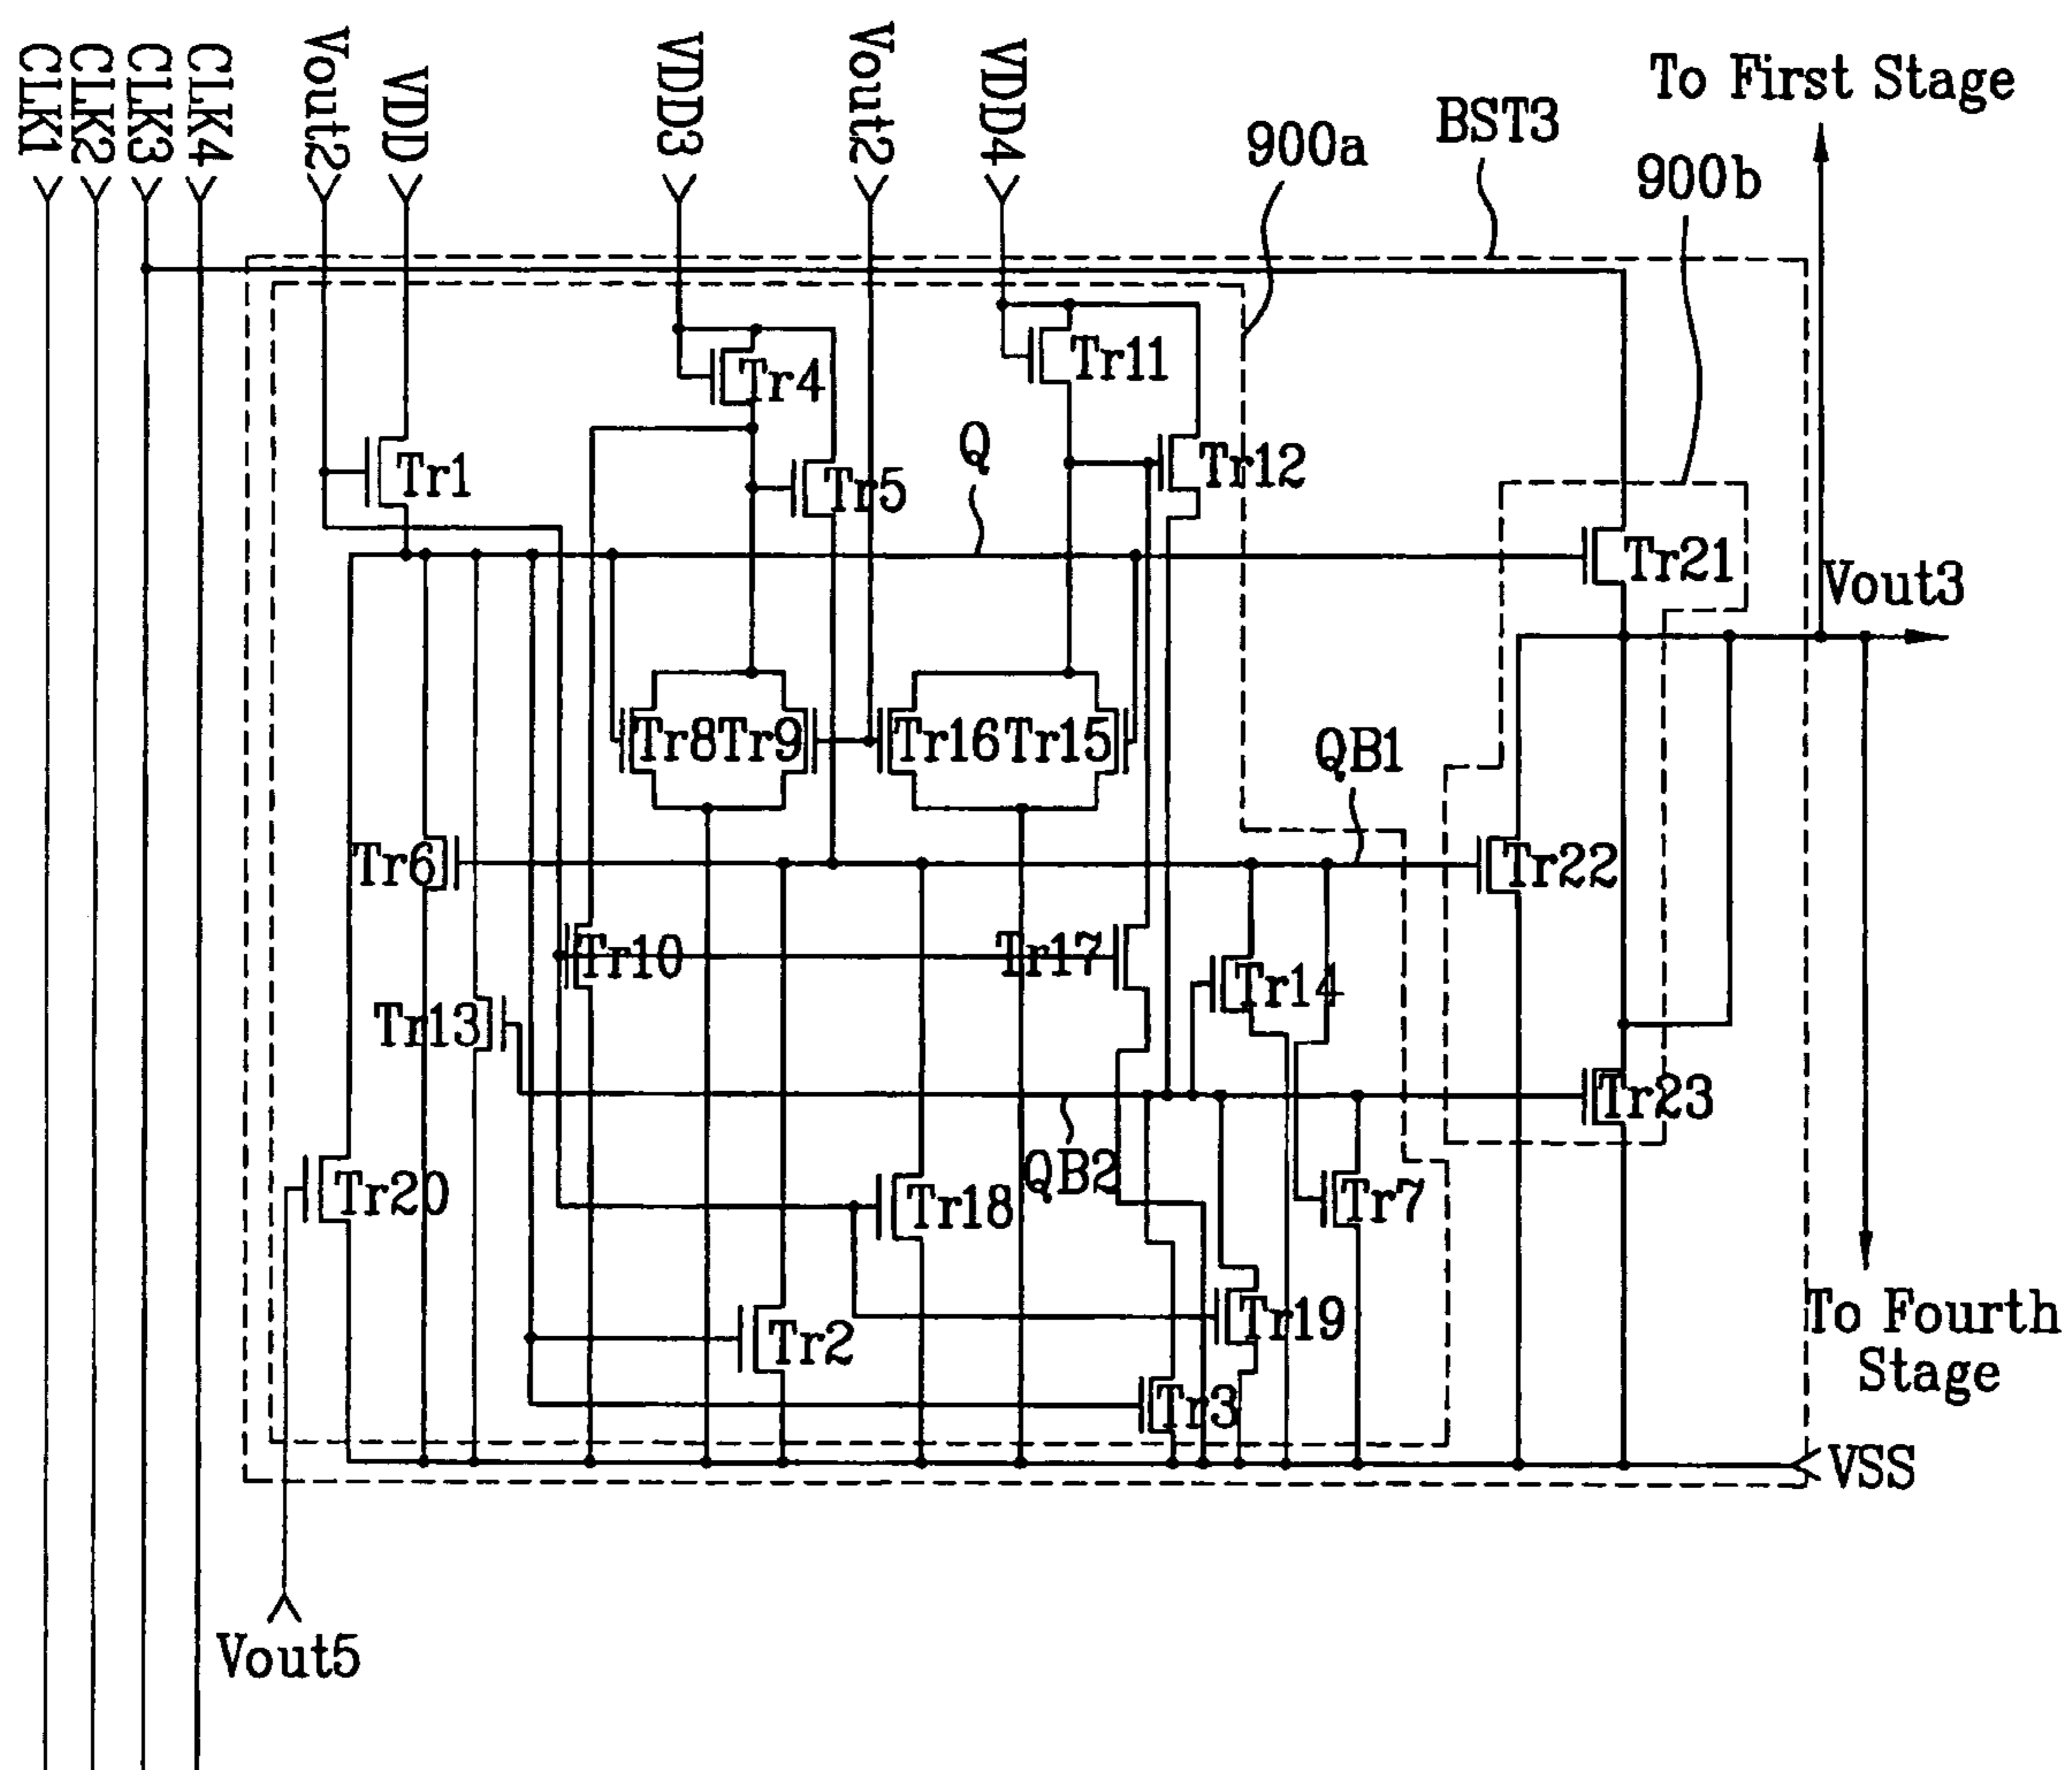 CLK1
CLK2
CLK3
CLK4
Vout2
VDD
VDD3
Vout2
VDD4
900a
BST3
900b
To First Stage
Tr4
Tr11
Tr1
Tr5
Q
Tr12
Tr21
Vout3
Tr8
Tr9
Tr16
Tr15
QB1
Tr6
Tr22
Tr10
Tr17
Tr14
Tr13
Tr23
QB2
Tr20
Tr18
Tr7
Tr2
Tr19
To Fourth
Stage
Tr3
VSS
Vout5